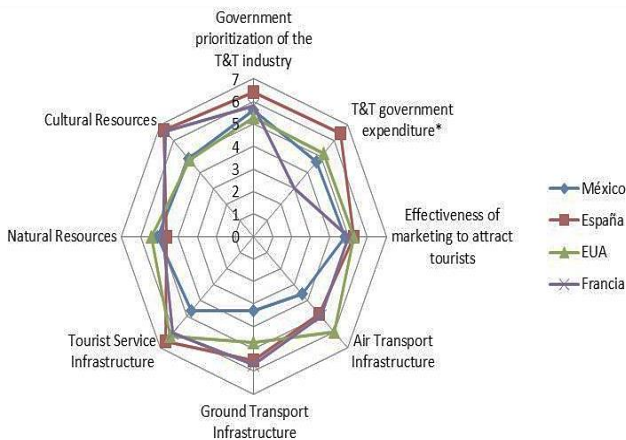 Government
prioritization of the
T&T industry
7
6
5
4
3
2
1
0
T&T government
expenditure*
Effectiveness of
marketing to attract
tourists
Air Transport
Infrastructure
Ground Transport
Infrastructure
Tourist Service
Infrastructure
Natural Resources
Cultural Resources
México
España
EUA
Francia